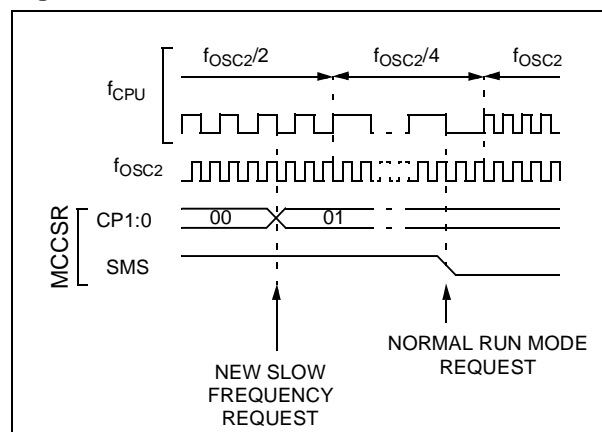 fOSC2/2
fOSC2/4
fOSC2
fCPU
fOSC2
MCCSR
CP1:0
00
01
SMS
NEW SLOW
FREQUENCY
REQUEST
NORMAL RUN MODE
REQUEST